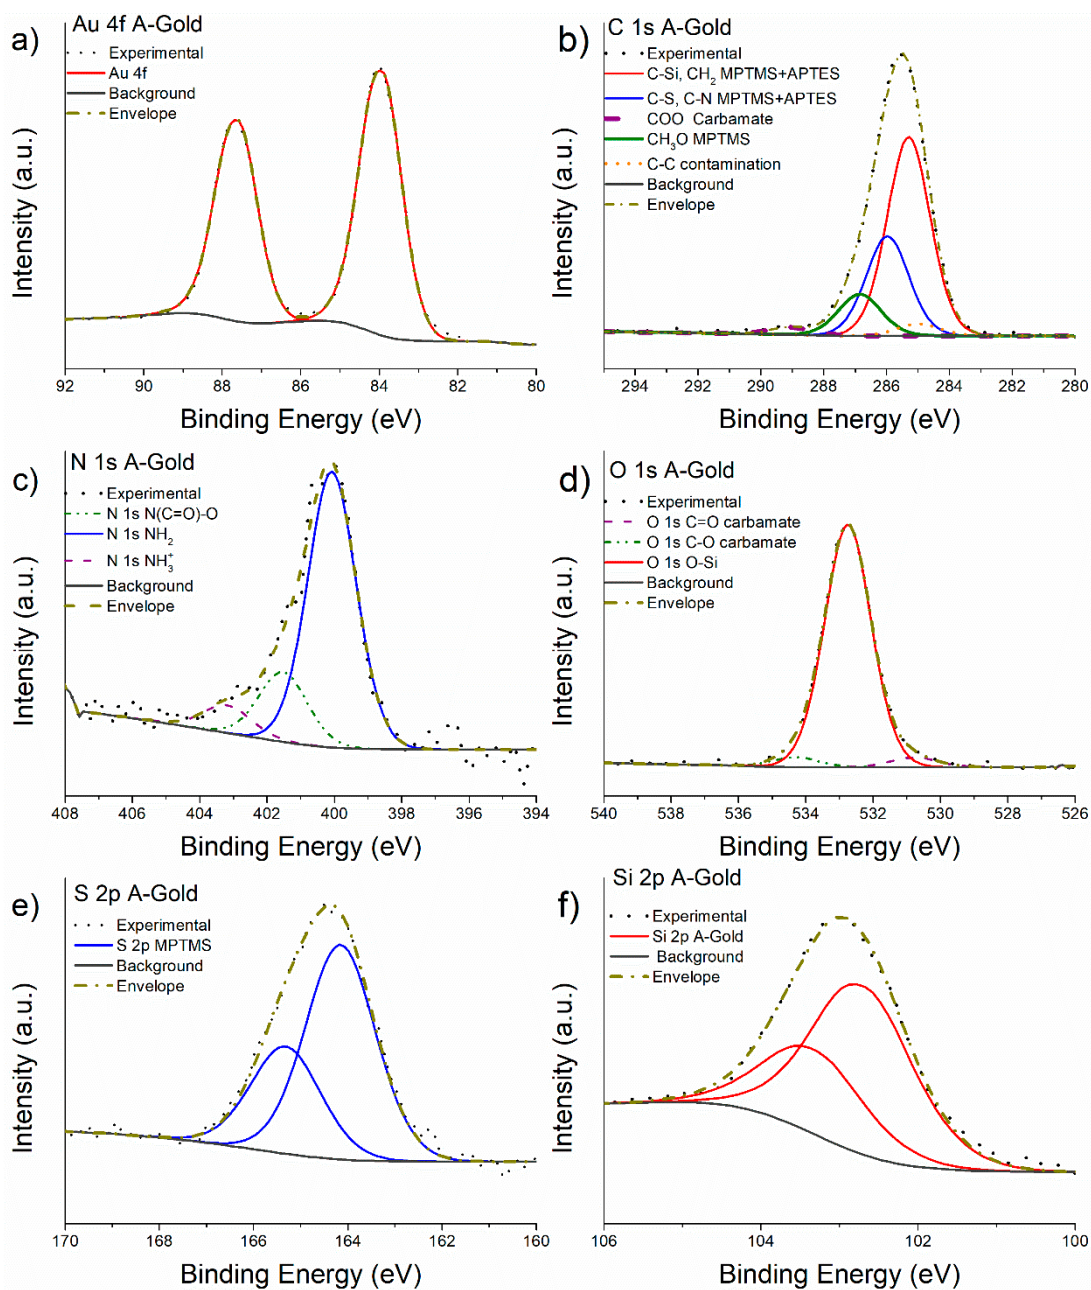 a)
Au 4f A-Gold
Experimental
Au 4f
Background
Envelope
Intensity (a.u.)
92 90 88 86 84 82 80
Binding Energy (eV)
b)
C 1s A-Gold
Experimental
C-Si, CH2 MPTMS+APTES
C-S, C-N MPTMS+APTES
COO Carbamate
CH3O MPTMS
C-C contamination
Background
Envelope
Intensity (a.u.)
294 292 290 288 286 284 282 280
Binding Energy (eV)
c)
N 1s A-Gold
Experimental
N 1s N(C=O)-O
N 1s NH2
N 1s NH3+
Background
Envelope
Intensity (a.u.)
408 406 404 402 400 398 396 394
Binding Energy (eV)
d)
O 1s A-Gold
Experimental
O 1s C=O carbamate
O 1s C-O carbamate
O 1s O-Si
Background
Envelope
Intensity (a.u.)
540 538 536 534 532 530 528 526
Binding Energy (eV)
e)
S 2p A-Gold
Experimental
S 2p MPTMS
Background
Envelope
Intensity (a.u.)
170 168 166 164 162 160
Binding Energy (eV)
f)
Si 2p A-Gold
Experimental
Si 2p A-Gold
Background
Envelope
Intensity (a.u.)
106 104 102 100
Binding Energy (eV)